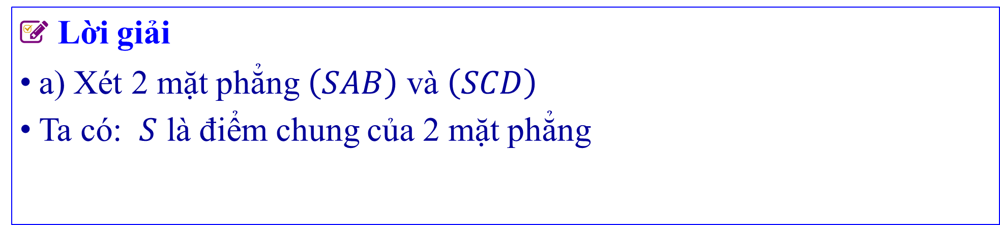 Lời giải
• a) Xét 2 mặt phẳng (SAB) và (SCD)
• Ta có: S là điểm chung của 2 mặt phẳng